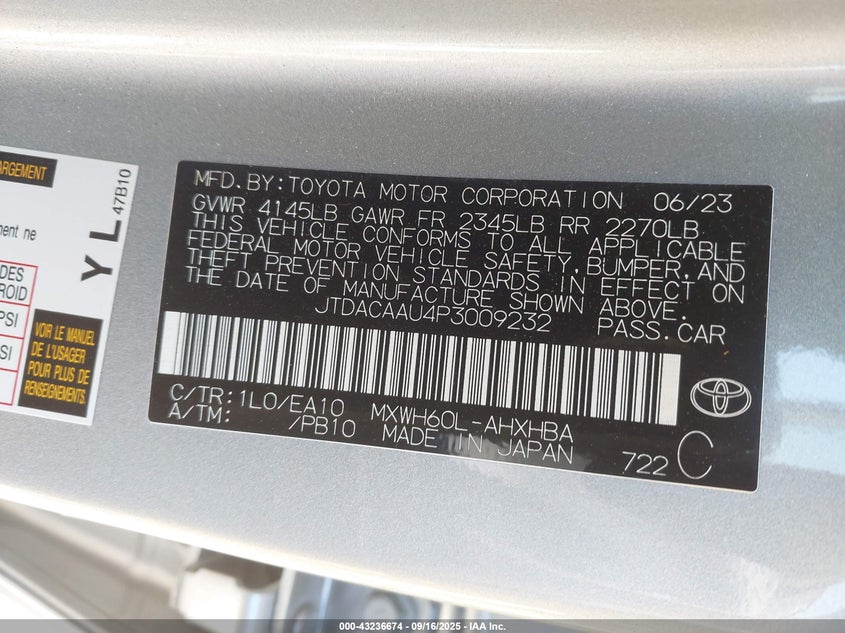 ARGEMENT
ment ne
DES
ROID
PSI
SI
VOIR LE MANUEL
DE L'USAGER
POUR PLUS DE
RENSEIGNEMENTS
YL
47B10
MFD.BY:TOYOTA MOTOR CORPORATION 06/23
GVWR 4145LB GAWR FR 2345LB RR 2270LB
THIS VEHICLE CONFORMS TO ALL APPLICABLE
FEDERAL MOTOR VEHICLE SAFETY,BUMPER,AND
THEFT PREVENTION STANDARDS IN EFFECT ON
THE DATE OF MANUFACTURE SHOWN ABOVE.
JTDACAAU4P3009232 PASS.CAR
C/TR:1L0/EA10 MXWH60L-AHXHBA
A/TM: /PB10 MADE IN JAPAN 722 C
000-43236674 - 09/16/2025 - IAA Inc.